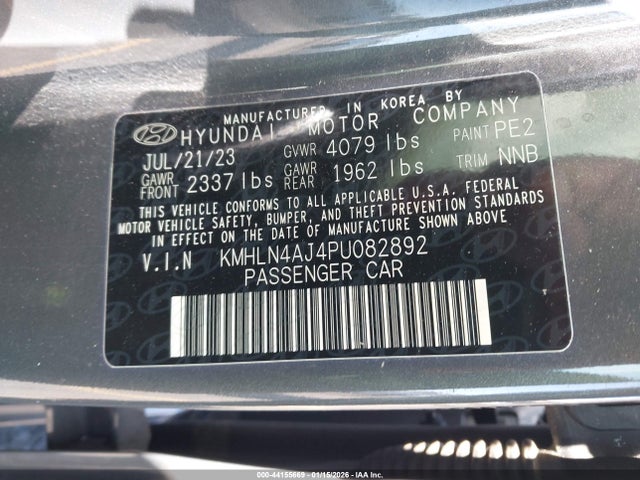 MANUFACTURED IN KOREA BY
HYUNDAI MOTOR COMPANY
JUL/21/23 GVWR 4079 lbs PAINT PE2
GAWR FRONT 2337 lbs GAWR REAR 1962 lbs TRIM NNB
THIS VEHICLE CONFORMS TO ALL APPLICABLE U.S.A. FEDERAL
MOTOR VEHICLE SAFETY, BUMPER, AND THEFT PREVENTION STANDARDS
IN EFFECT ON THE DATE OF MANUFACTURE SHOWN ABOVE.
V.I.N KMHLN4AJ4PU082892
PASSENGER CAR
000-44155669 01/15/2026 IAA Inc.